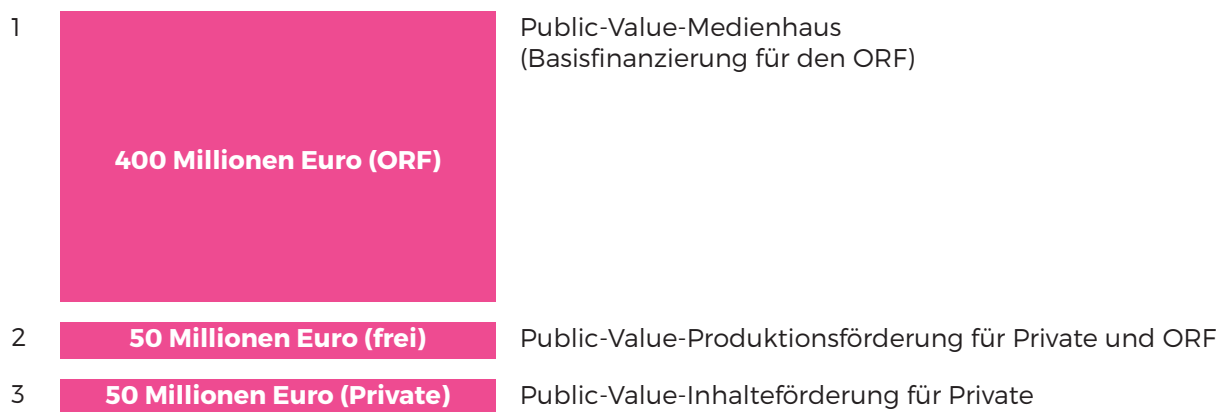 1
Public-Value-Medienhaus
(Basisfinanzierung für den ORF)
400 Millionen Euro (ORF)
2
50 Millionen Euro (frei)
Public-Value-Produktionsförderung für Private und ORF
3
50 Millionen Euro (Private)
Public-Value-Inhalteförderung für Private